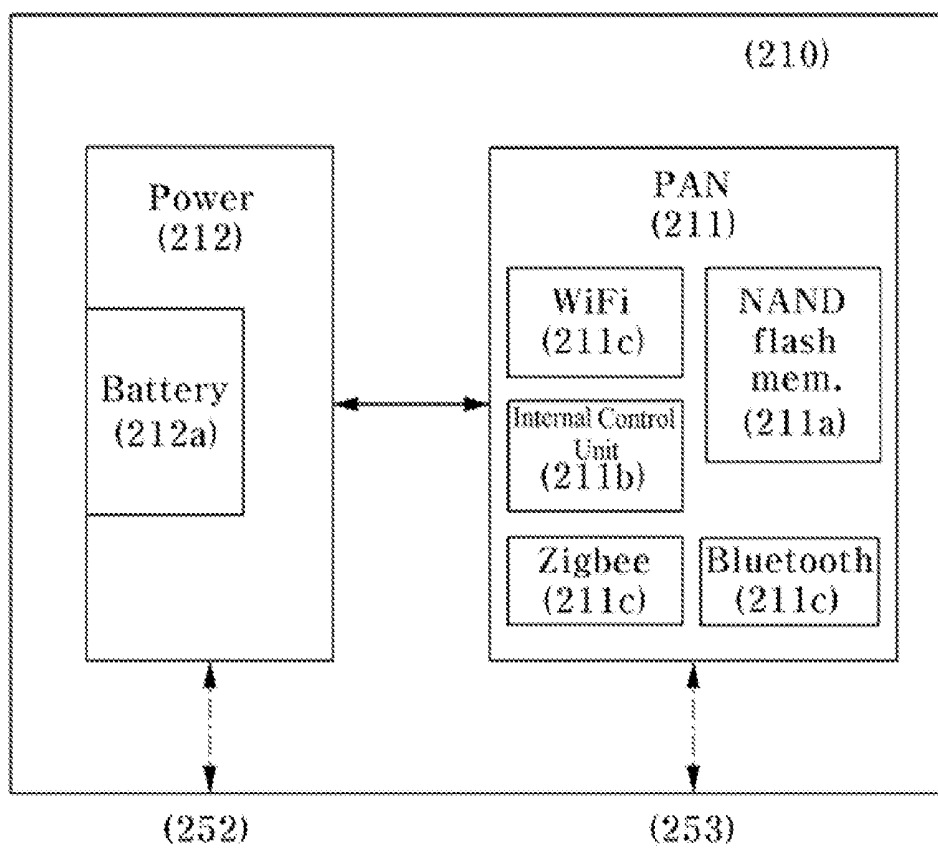 (210)
Power
(212)
Battery
(212a)
PAN
(211)
WiFi
(211c)
NAND
flash
mem.
(211a)
Internal Control
Unit
(211b)
Zigbee
(211c)
Bluetooth
(211c)
(252)
(253)